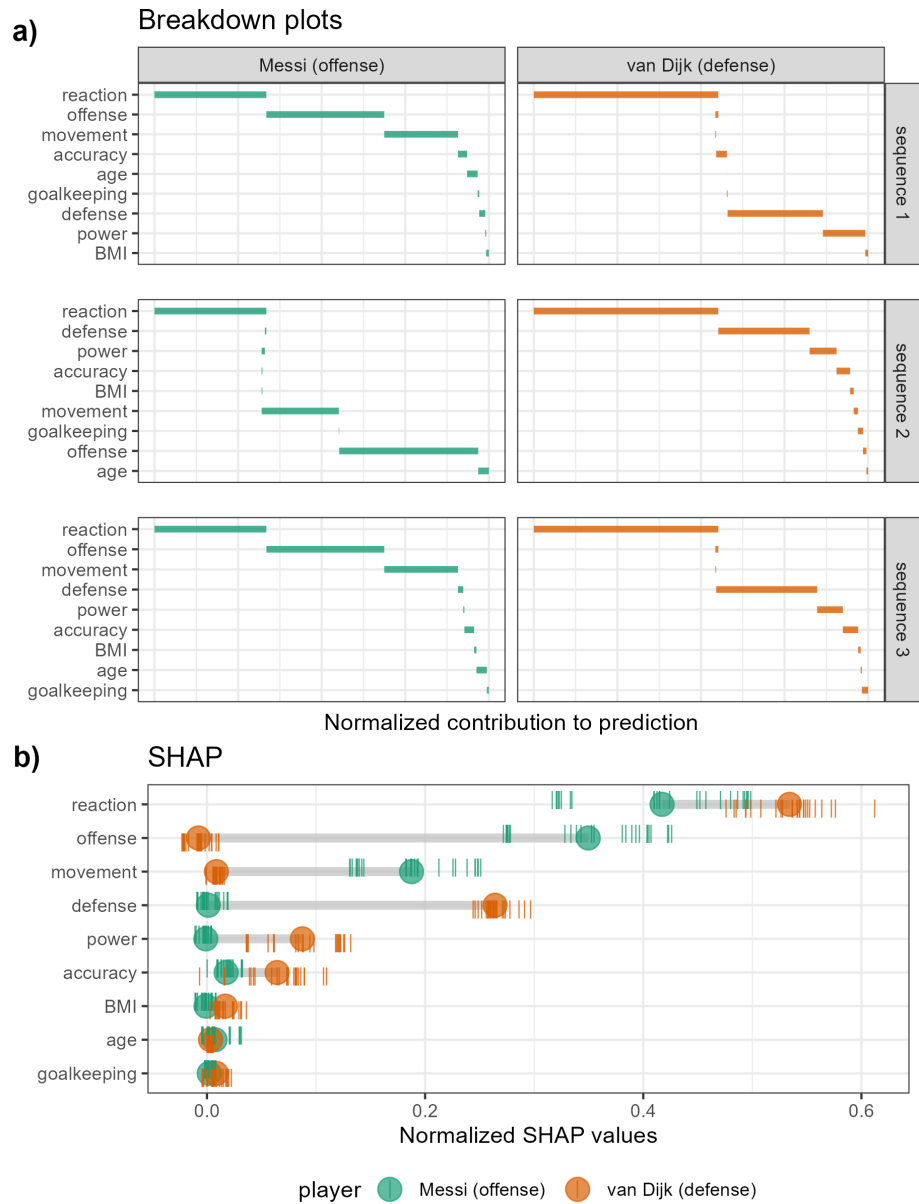 a)
Breakdown plots
Messi (offense)
van Dijk (defense)
reaction
offense
movement
accuracy
age
goalkeeping
defense
power
BMI
sequence 1
reaction
defense
power
accuracy
BMI
movement
goalkeeping
offense
age
sequence 2
reaction
offense
movement
defense
power
accuracy
BMI
age
goalkeeping
sequence 3
Normalized contribution to prediction
b)
SHAP
reaction
offense
movement
defense
power
accuracy
BMI
age
goalkeeping
0.0
0.2
0.4
0.6
Normalized SHAP values
player
Messi (offense)
van Dijk (defense)